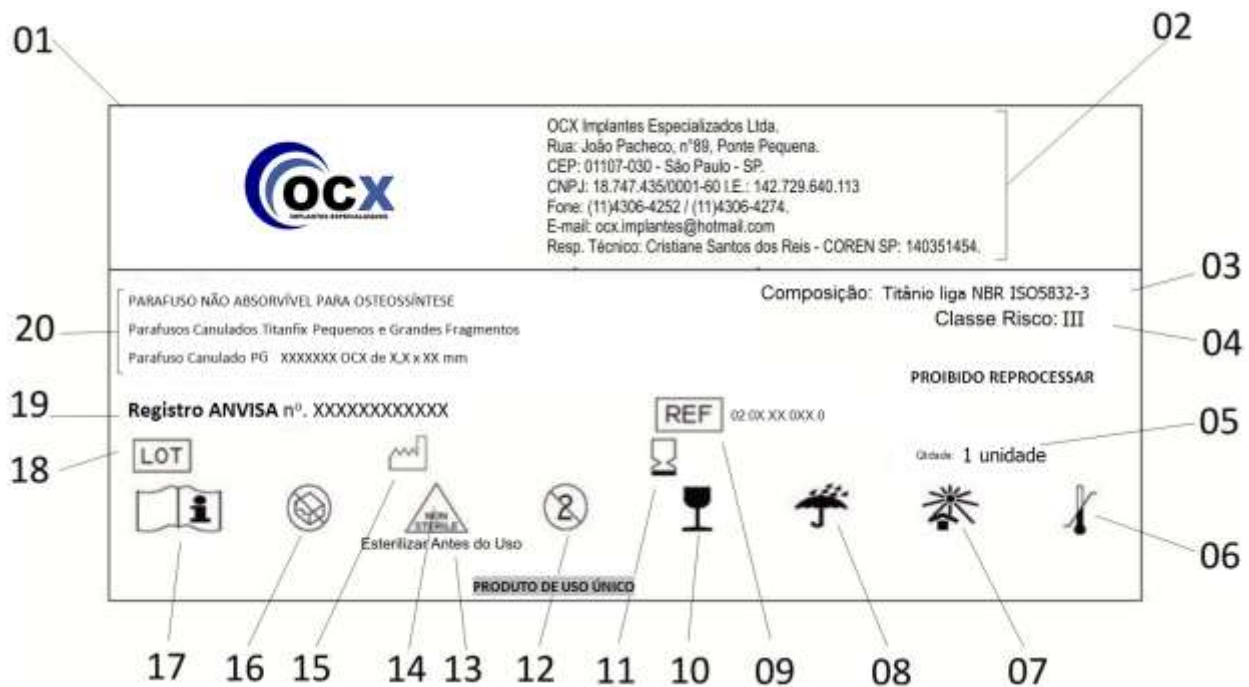 01
02
OCX
IMPLANTES ESPECIALIZADOS
OCX Implantes Especializados Ltda.
Rua: João Pacheco, n°89, Ponte Pequena.
CEP: 01107-030 - São Paulo - SP.
CNPJ: 18.747.435/0001-60 I.E.: 142.729.640.113
Fone: (11)4306-4252 / (11)4306-4274.
E-mail: ocx.implantes@hotmail.com
Resp. Técnico: Cristiane Santos dos Reis - COREN SP: 140351454.
03
Composição: Titânio liga NBR ISO5832-3
Classe Risco: III
04
20
PARAFUSO NÃO ABSORVÍVEL PARA OSTEOSSÍNTESE
Parafusos Canulados Titanfix Pequenos e Grandes Fragmentos
Parafuso Canulado PG XXXXXXX OCX de X,X x XX mm
PROIBIDO REPROCESSAR
19
Registro ANVISA nº. XXXXXXXXXXXX
REF 02.0X.XX.0XX.0
05
18
LOT
Qtdade: 1 unidade
2
NON
STERILE
Esterilizar Antes do Uso
06
PRODUTO DE USO ÚNICO
17 16 15 14 13 12 11 10 09 08 07